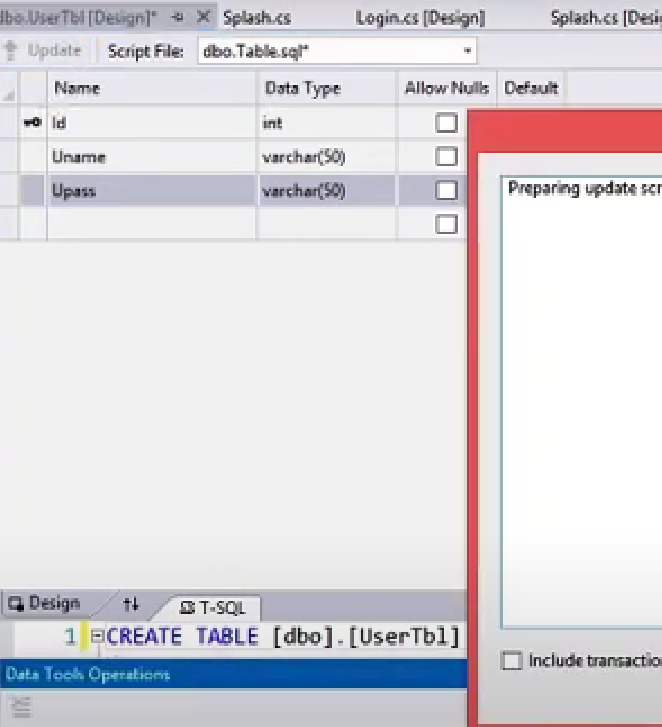 dbo.UserTbl [Design]* Splash.cs Login.cs [Design] Splash.cs
Update Script File: dbo.Table.sql*
Name Data Type Allow Nulls Default
Id int
Uname varchar(50)
Upass varchar(50)
Preparing update scr
Design T-SQL
1 CREATE TABLE [dbo].[UserTbl]
Include transactio
Data Tools Operations